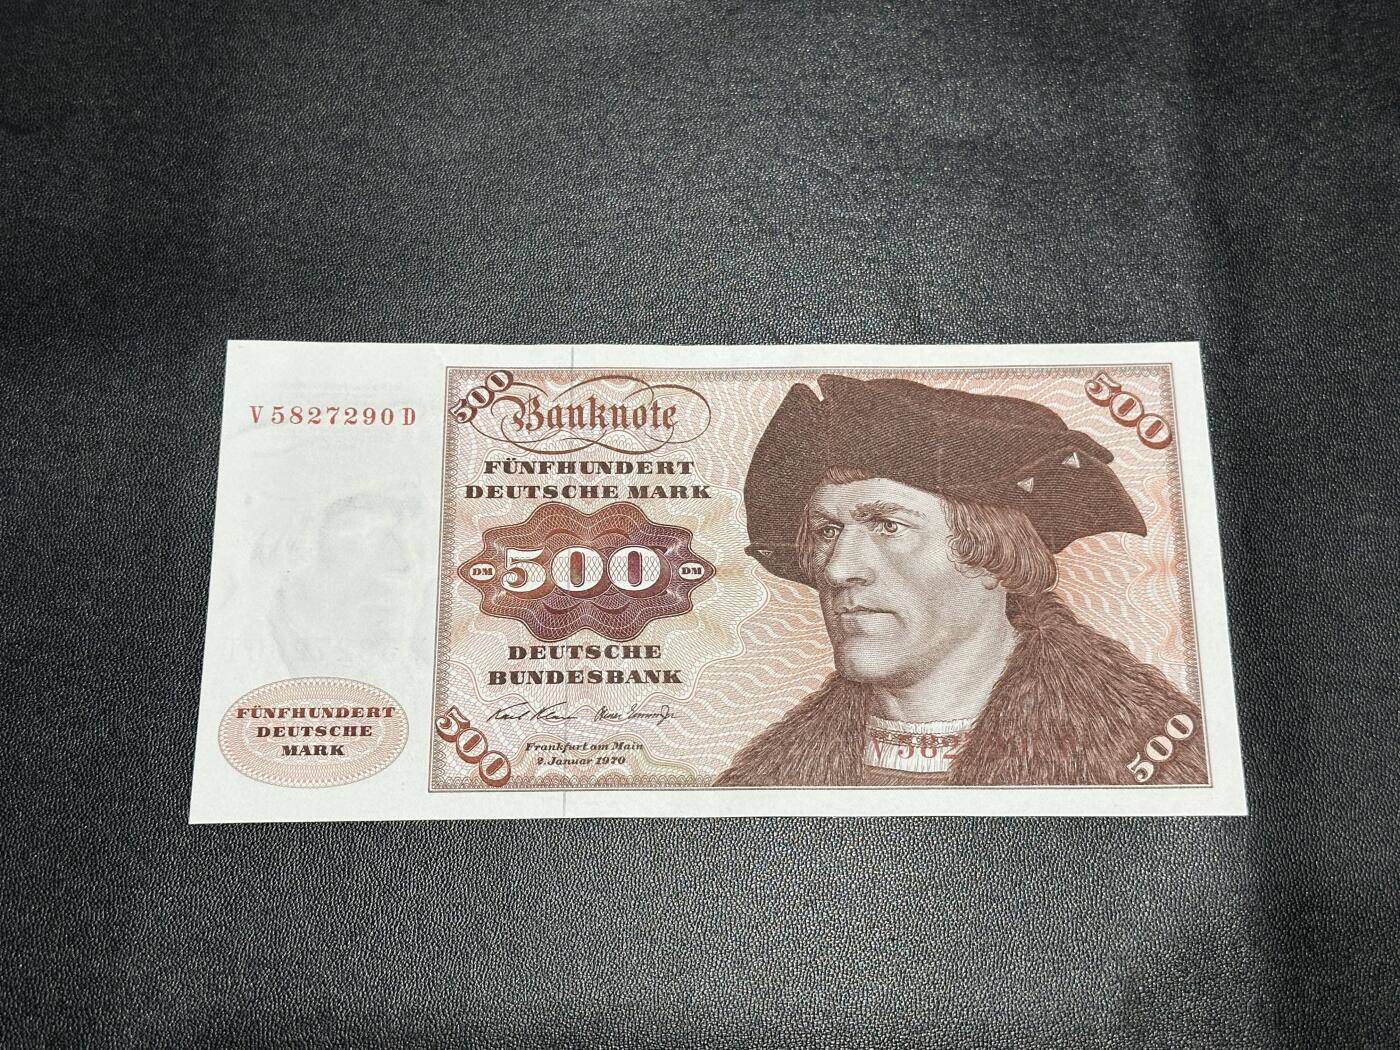 V5827290D
500
500
Banknote
FÜNFHUNDERT
DEUTSCHE MARK
DM 500 DM
DEUTSCHE
BUNDESBANK
Frankfurt am Main
2. Januar 1970
FÜNFHUNDERT
DEUTSCHE
MARK
500
500